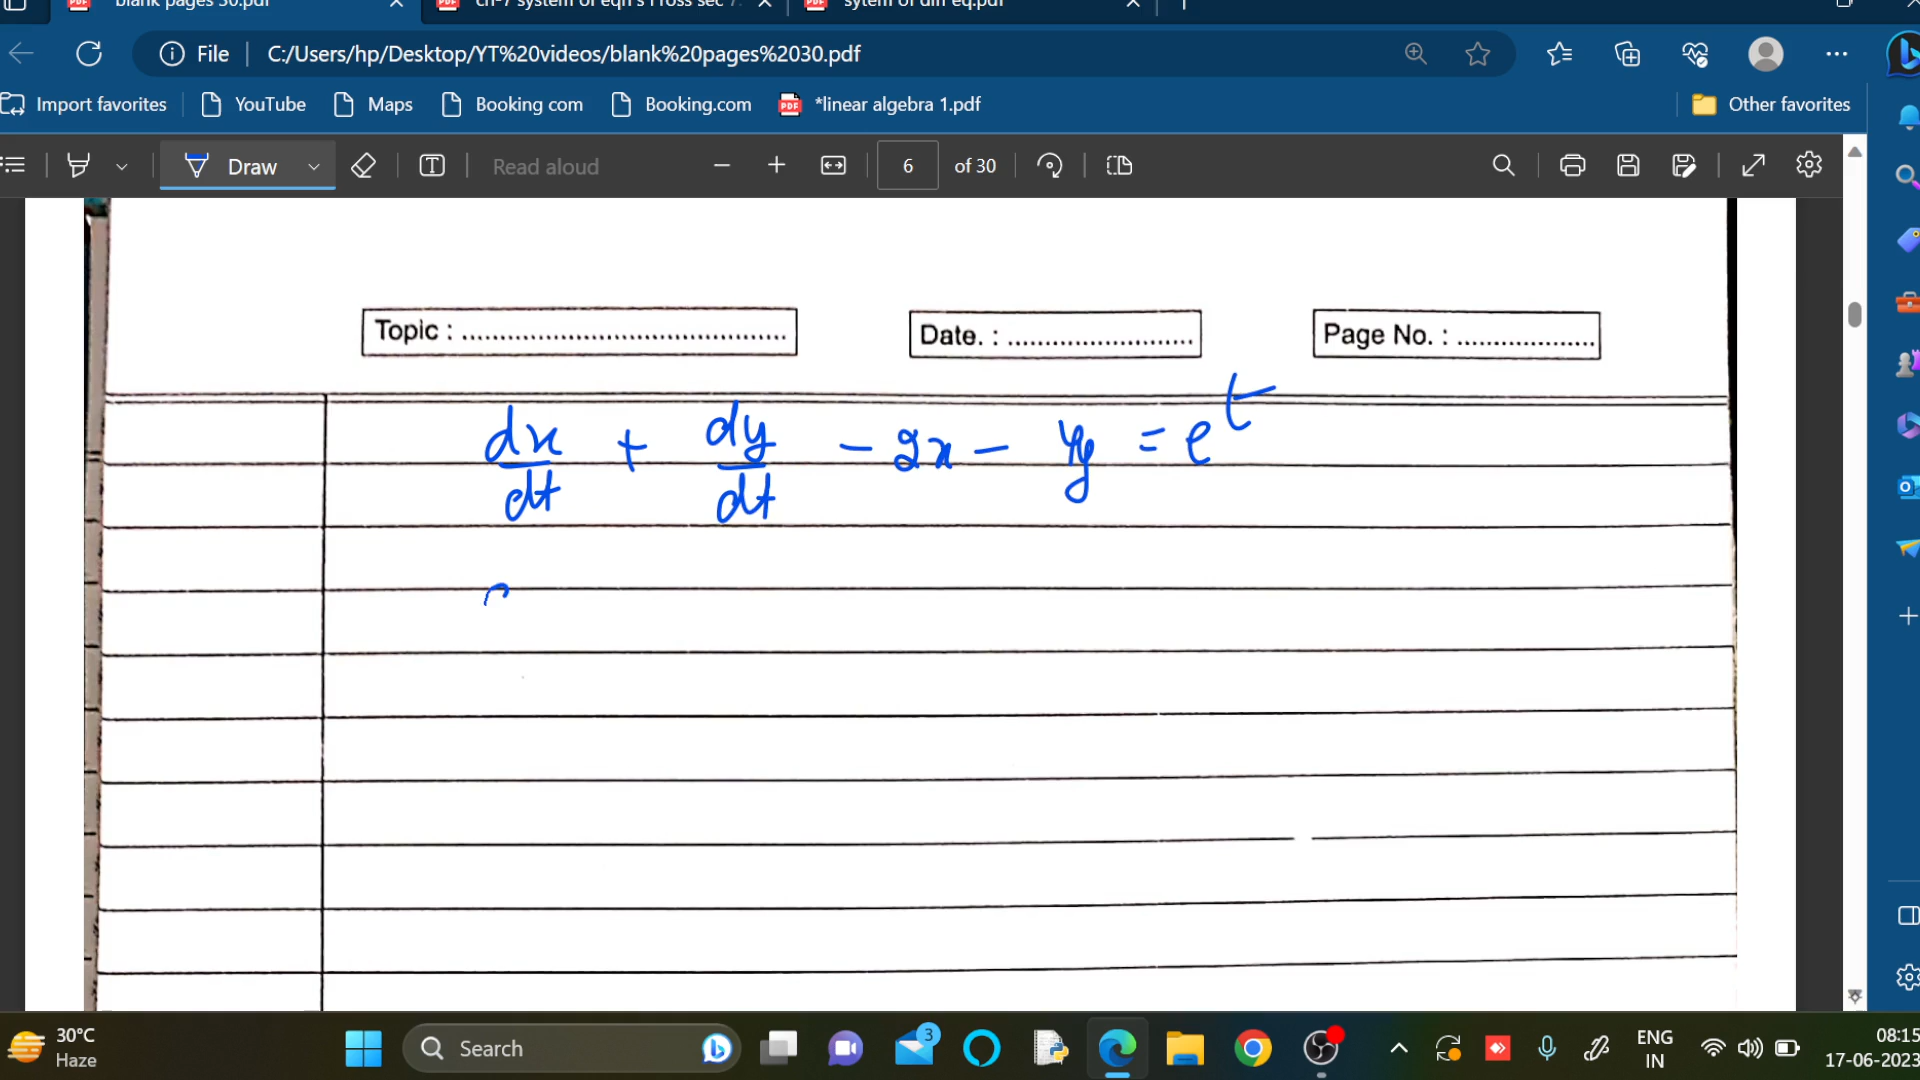 blank pages 30.pdf
ch-7 system of eqn's l ross sec 7.
sytem of diff eq.pdf
File C:/Users/hp/Desktop/YT%20videos/blank%20pages%2030.pdf
Import favorites YouTube Maps Booking com Booking.com PDF *linear algebra 1.pdf Other favorites
Draw Read aloud 6 of 30
Topic : ........................................ Date. : ......................... Page No. : ...................
dx/dt + dy/dt - 2x - 4y = e^t
30°C
Haze
Search
3
ENG
IN
08:15
17-06-2023